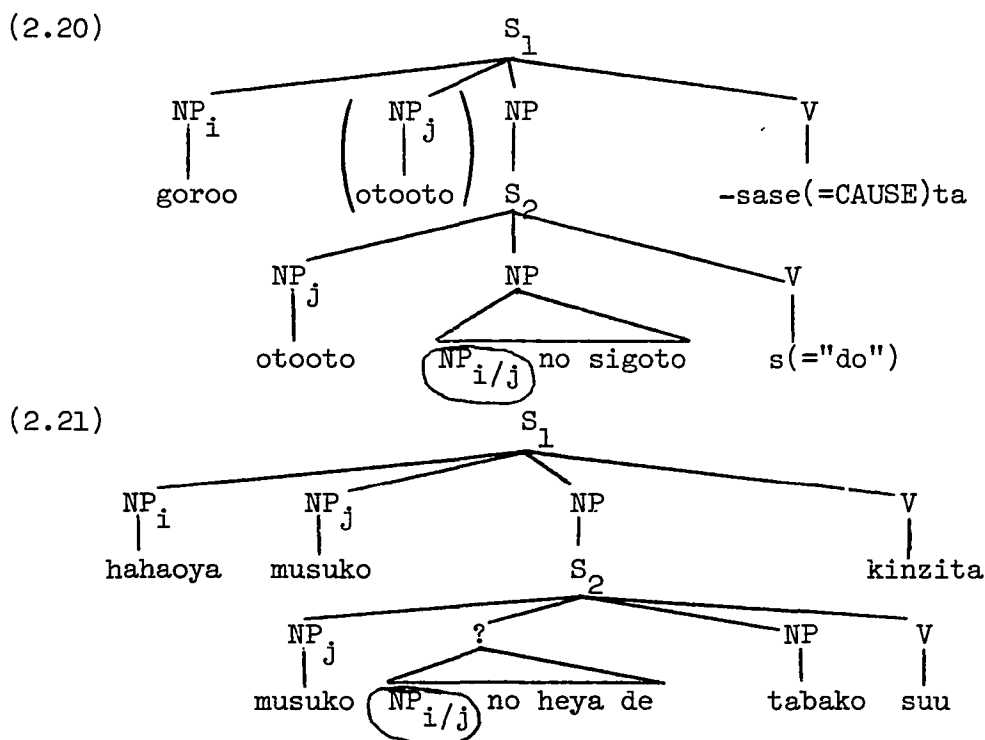 (2.20)
S1
NPi (NPj) NP V
goroo (otooto) -sase(=CAUSE)ta
S2
NPj NP V
otooto NPi/j no sigoto s(="do")
(2.21)
S1
NPi NPj NP V
hahaoya musuko kinzita
S2
NPj ? NP V
musuko NPi/j no heya de tabako suu